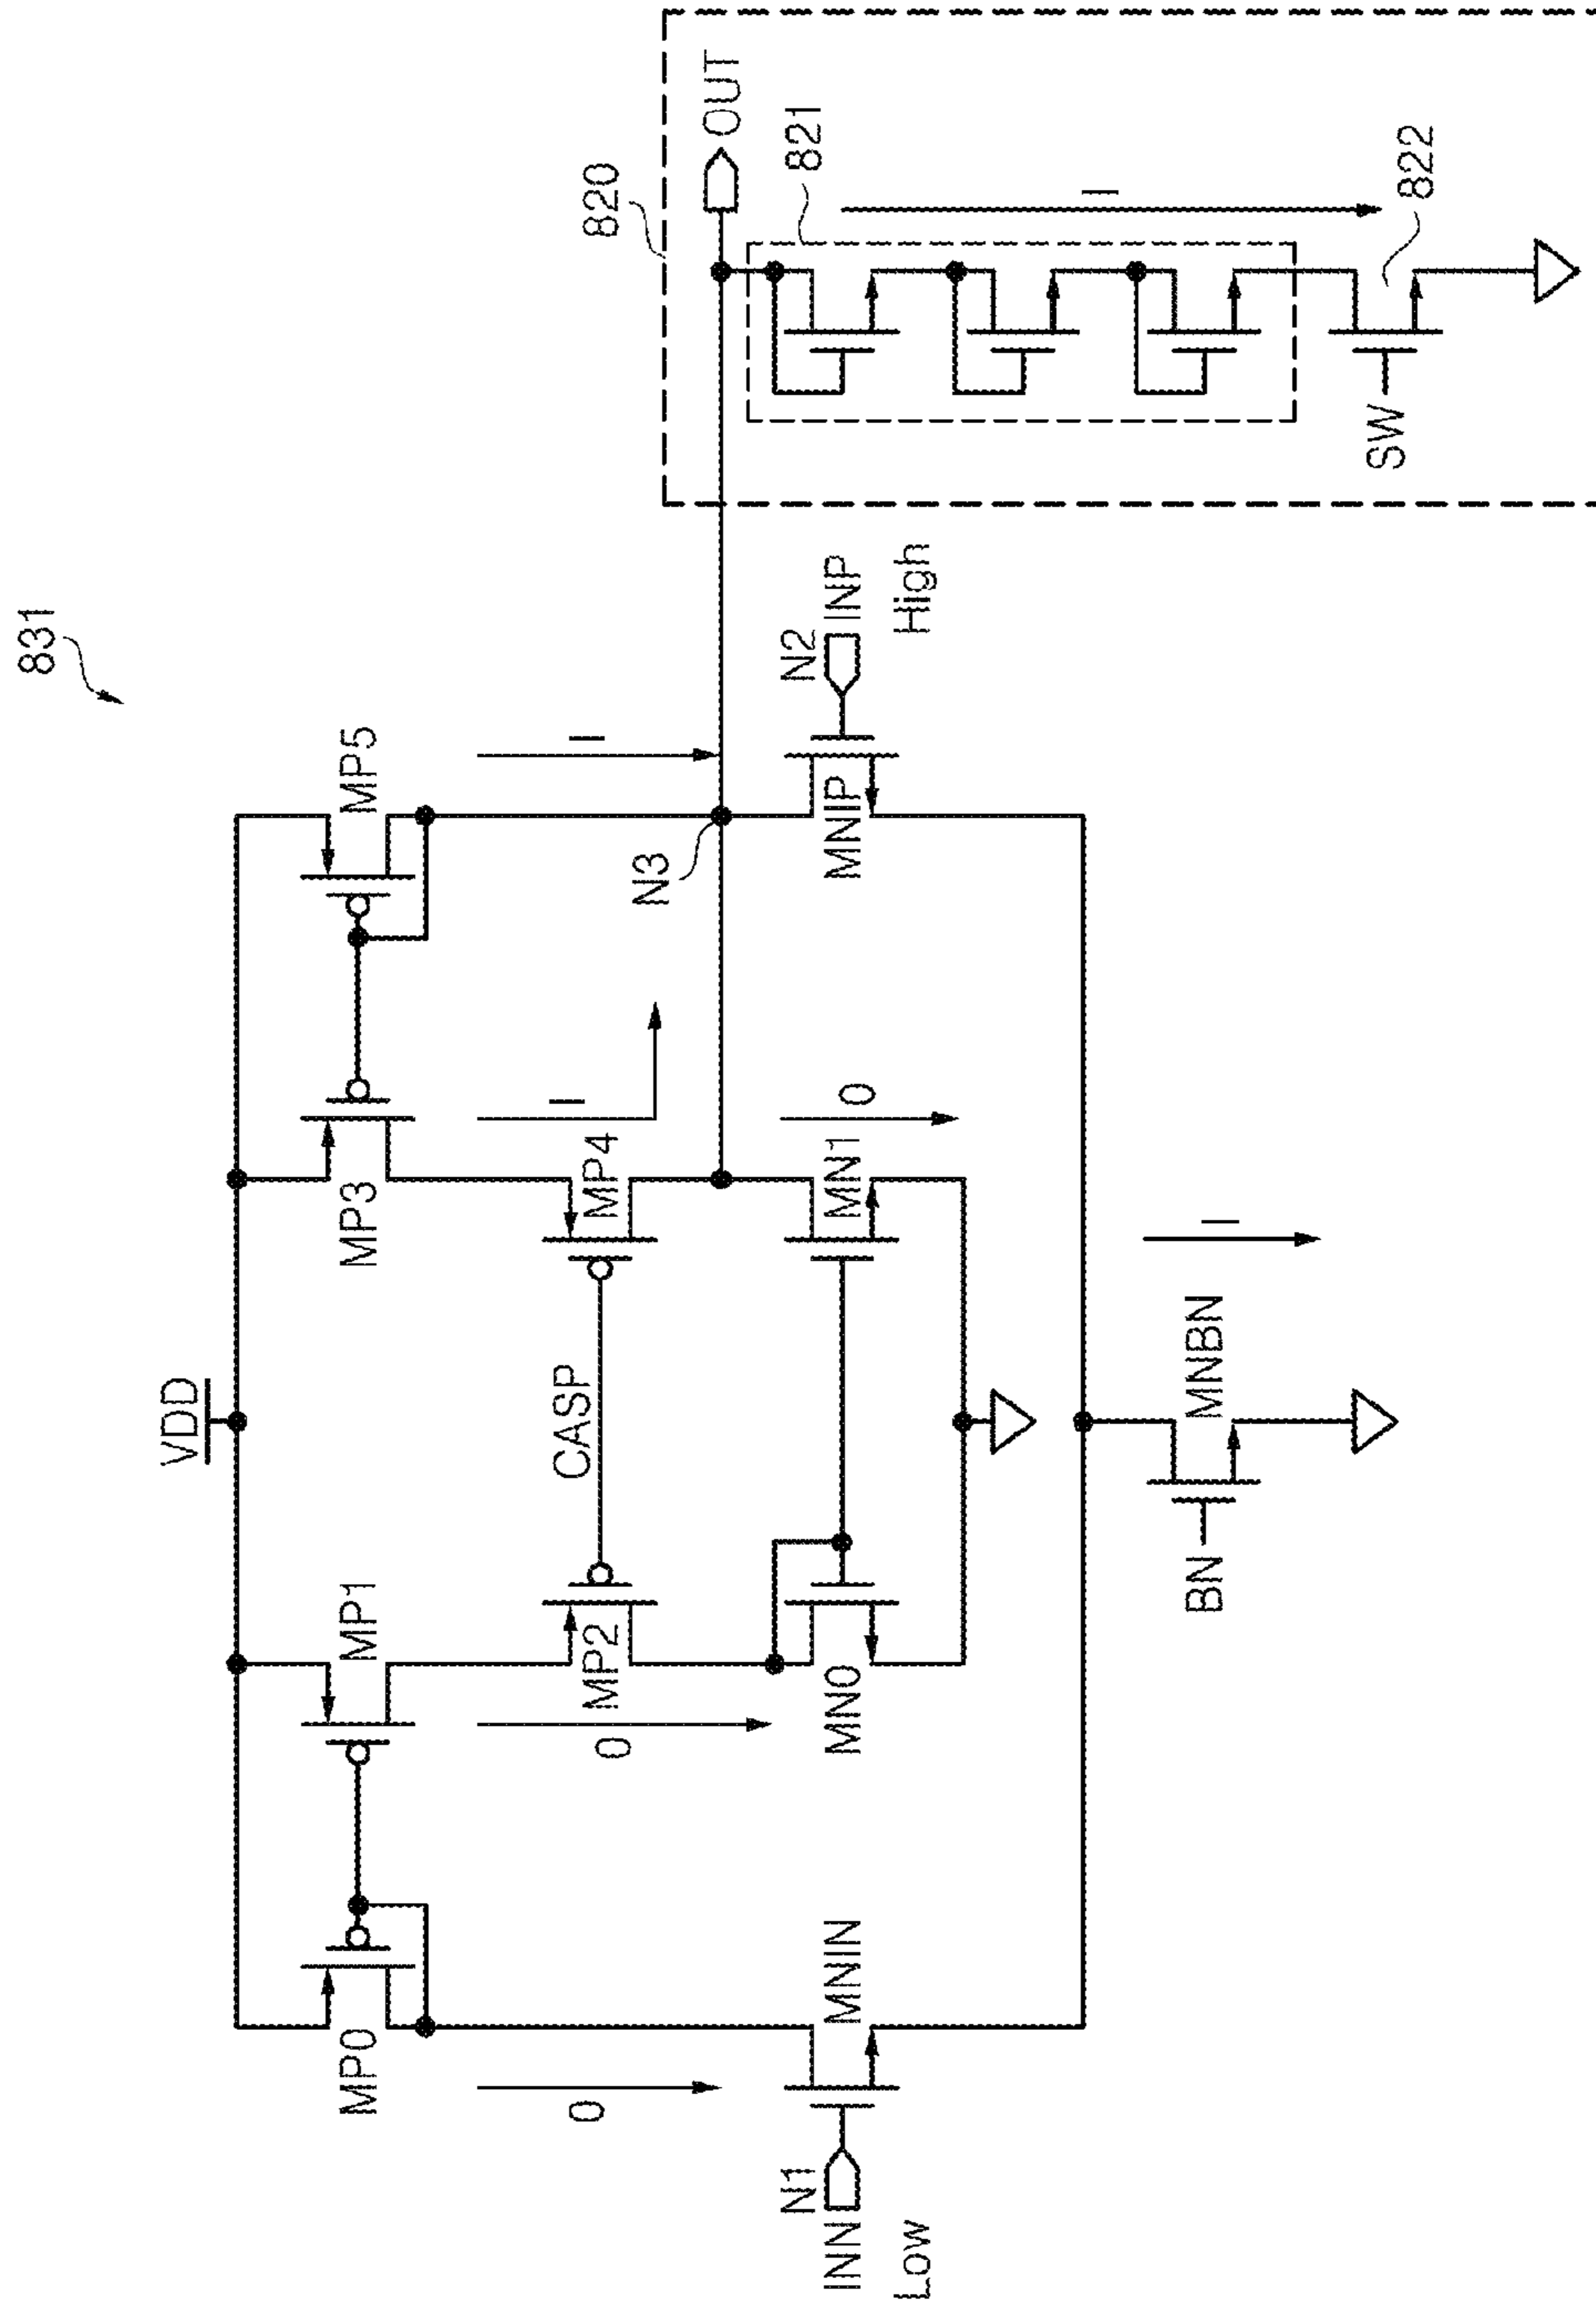 831
VDD
MP0
MP1
MP3
MP5
0
0
I
I
MP2
CASP
MP4
N3
820
OUT
N1
INN
Low
MNIN
MN0
MN1
0
MNIP
N2
INP
High
821
I
BN
MNBN
I
SW
822